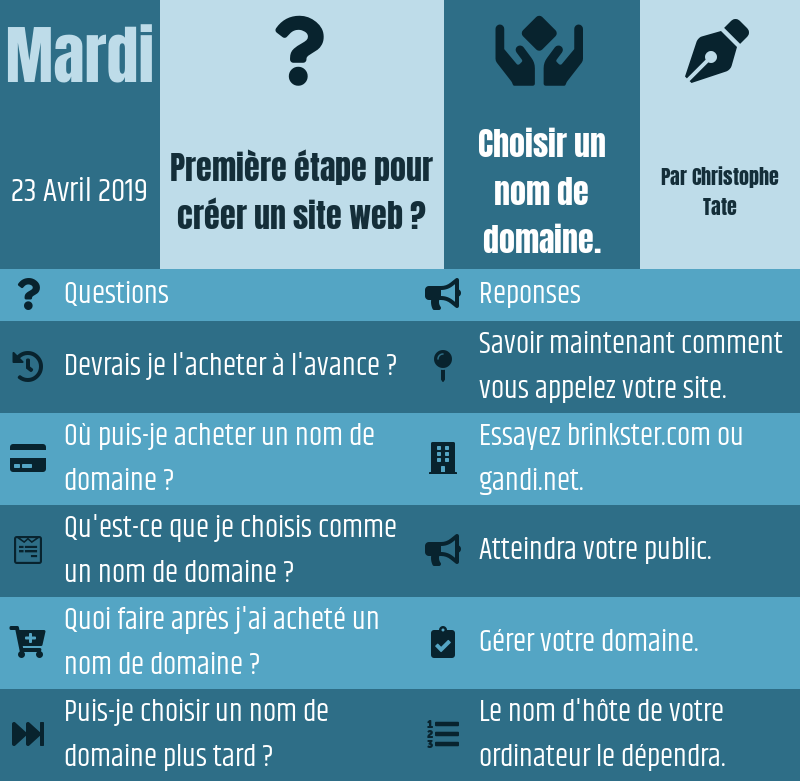 Mardi
23 Avril 2019
?
Première étape pour
créer un site web ?
Choisir un
nom de
domaine.
Par Christophe
Tate
? Questions
Reponses
Devrais je l'acheter à l'avance ?
Savoir maintenant comment
vous appelez votre site.
Où puis-je acheter un nom de
domaine ?
Essayez brinkster.com ou
gandi.net.
Qu'est-ce que je choisis comme
un nom de domaine ?
Atteindra votre public.
Quoi faire après j'ai acheté un
nom de domaine ?
Gérer votre domaine.
Puis-je choisir un nom de
domaine plus tard ?
1
2
3
Le nom d'hôte de votre
ordinateur le dépendra.